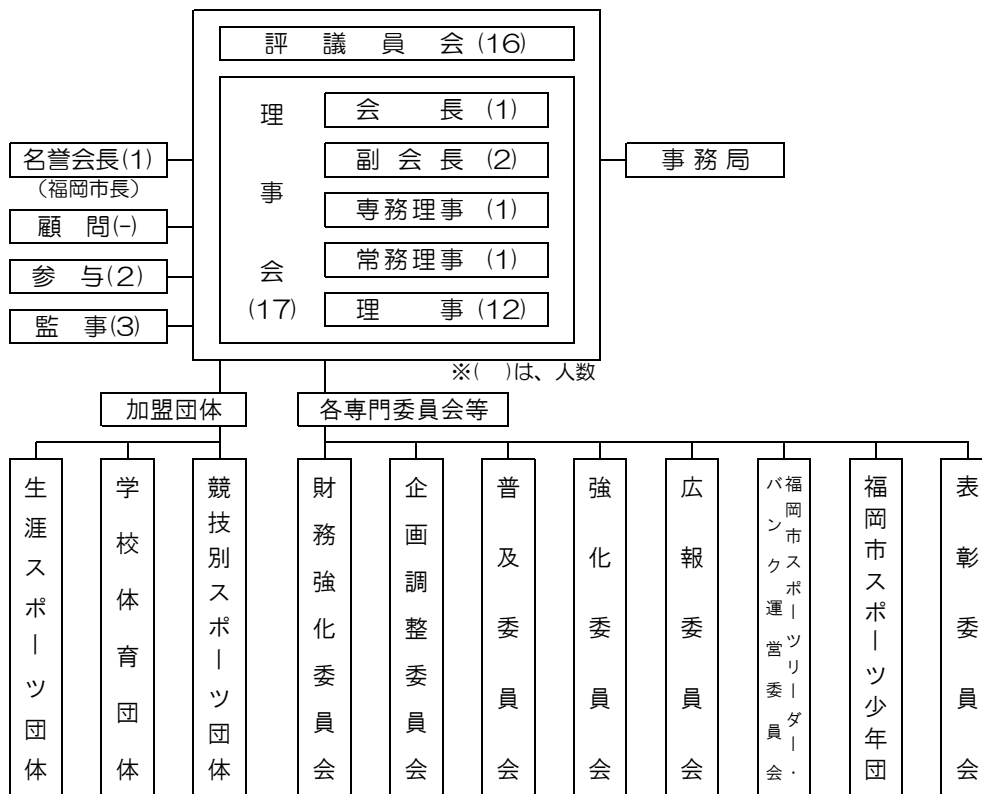 評議員会(16)
理事会
(17)
会長(1)
副会長(2)
専務理事(1)
常務理事(1)
理事(12)
名誉会長(1)
(福岡市長)
顧問(-)
参与(2)
監事(3)
事務局
※( )は、人数
加盟団体
各専門委員会等
生涯スポーツ団体
学校体育団体
競技別スポーツ団体
財務強化委員会
企画調整委員会
普及委員会
強化委員会
広報委員会
福岡市スポーツリーダー・
バンク運営委員会
福岡市スポーツ少年団
表彰委員会